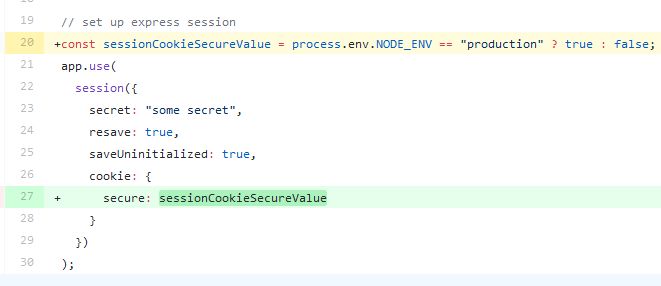 19 // set up express session
20 +const sessionCookieSecureValue = process.env.NODE_ENV == "production" ? true : false;
21 app.use(
22 session({
23 secret: "some secret",
24 resave: true,
25 saveUninitialized: true,
26 cookie: {
27 + secure: sessionCookieSecureValue
28 }
29 })
30 );